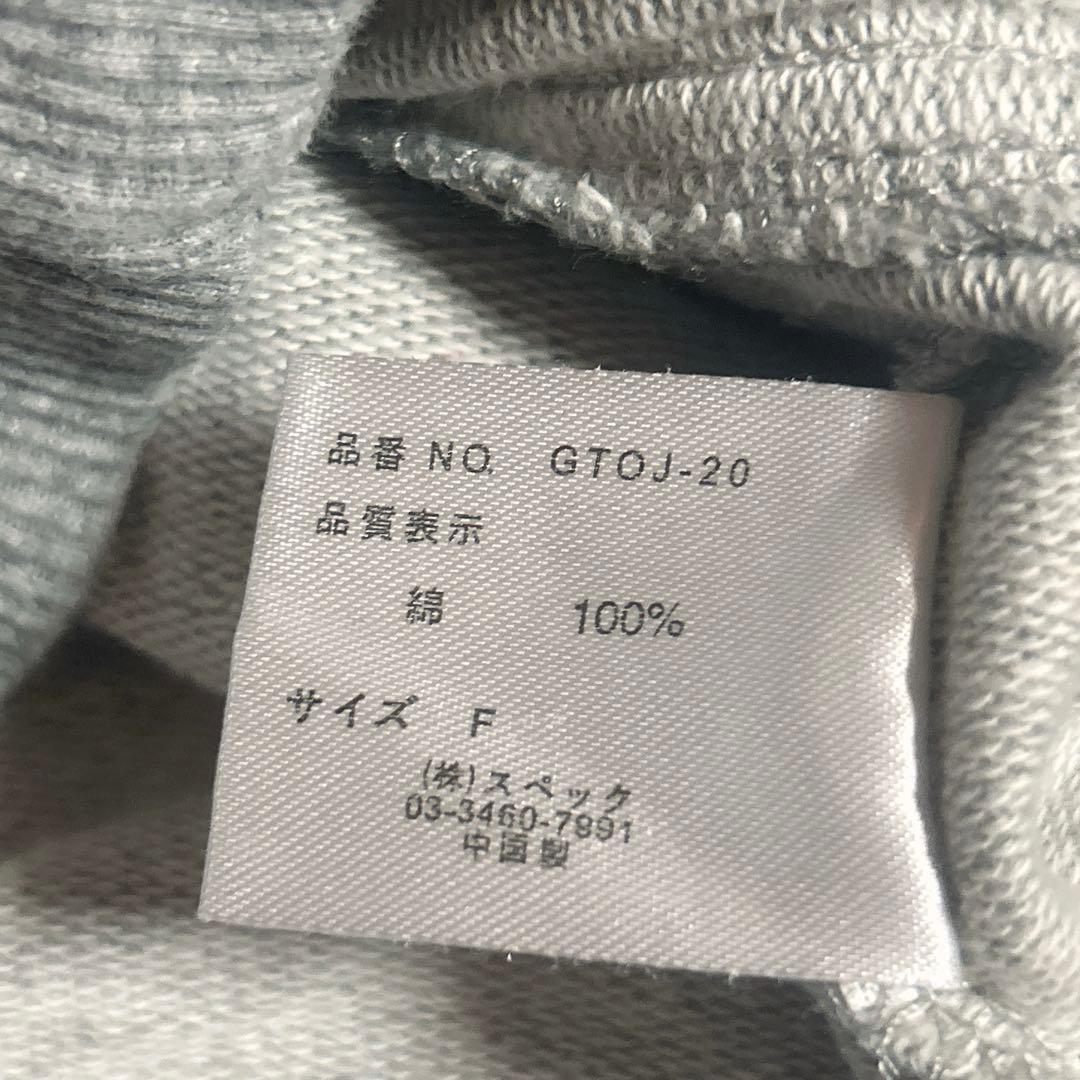 品番 NO. GTOJ-20
品質表示
綿 100%
サイズ F
(株)スペック
03-3460-7991
中国製